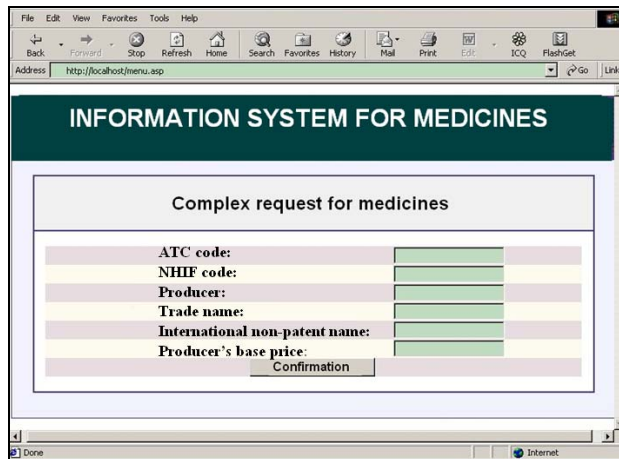 File Edit View Favorites Tools Help
Back Forward Stop Refresh Home Search Favorites History Mail Print Edit ICQ FlashGet
Address http://localhost/menu.asp Go Link
INFORMATION SYSTEM FOR MEDICINES
Complex request for medicines
ATC code:
NHIF code:
Producer:
Trade name:
International non-patent name:
Producer's base price:
Confirmation
Done Internet